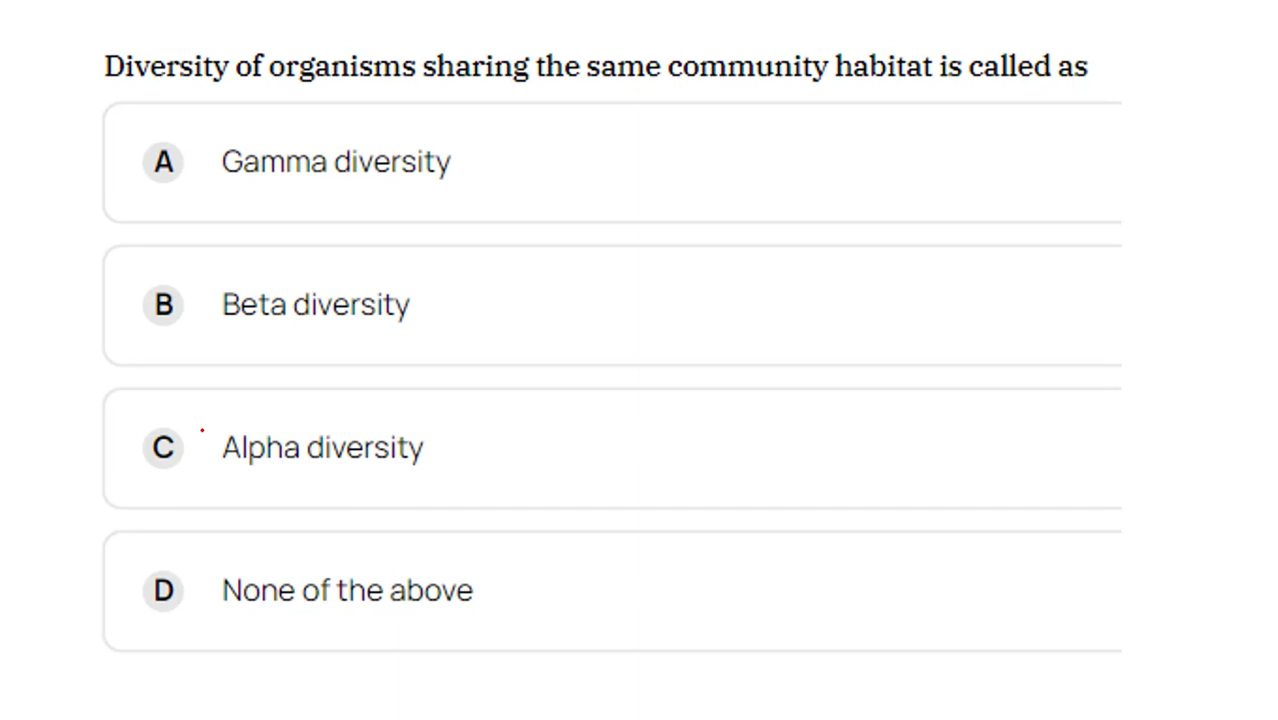 Diversity of organisms sharing the same community habitat is called as
A Gamma diversity
B Beta diversity
C Alpha diversity
D None of the above